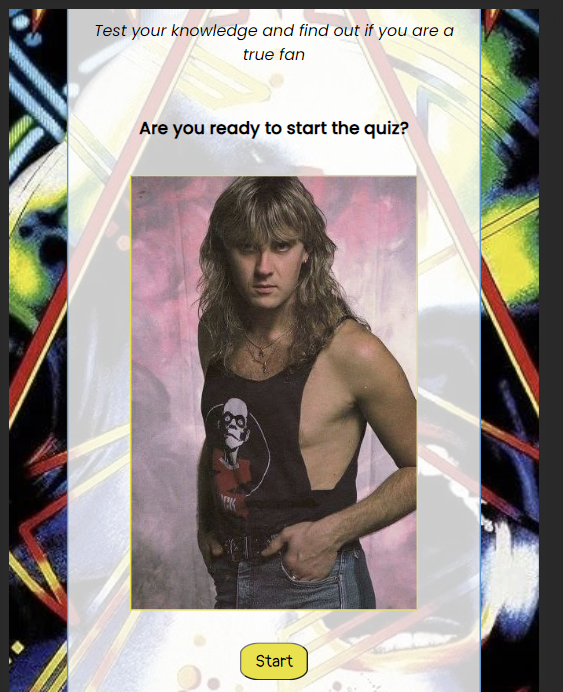 Test your knowledge and find out if you are a
true fan
Are you ready to start the quiz?
Start